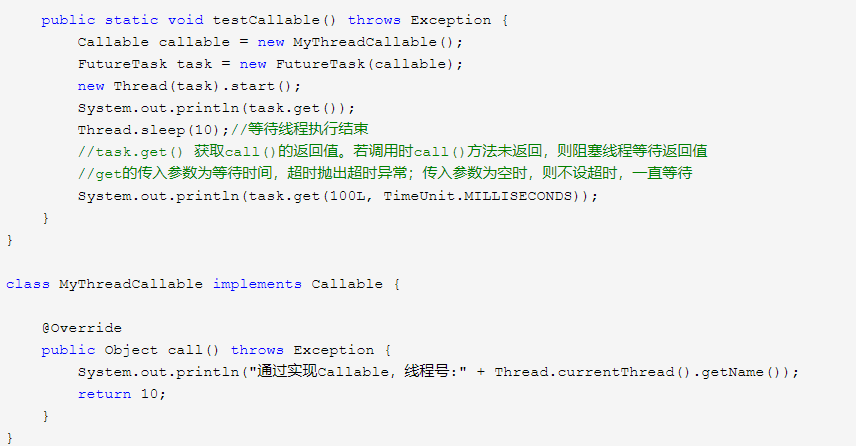 public static void testCallable() throws Exception {
        Callable callable = new MyThreadCallable();
        FutureTask task = new FutureTask(callable);
        new Thread(task).start();
        System.out.println(task.get());
        Thread.sleep(10);//等待线程执行结束
        //task.get() 获取call()的返回值。若调用时call()方法未返回，则阻塞线程等待返回值
        //get的传入参数为等待时间，超时抛出超时异常；传入参数为空时，则不设超时，一直等待
        System.out.println(task.get(100L, TimeUnit.MILLISECONDS));
    }
}
class MyThreadCallable implements Callable {
    @Override
    public Object call() throws Exception {
        System.out.println("通过实现Callable，线程号:" + Thread.currentThread().getName());
        return 10;
    }
}